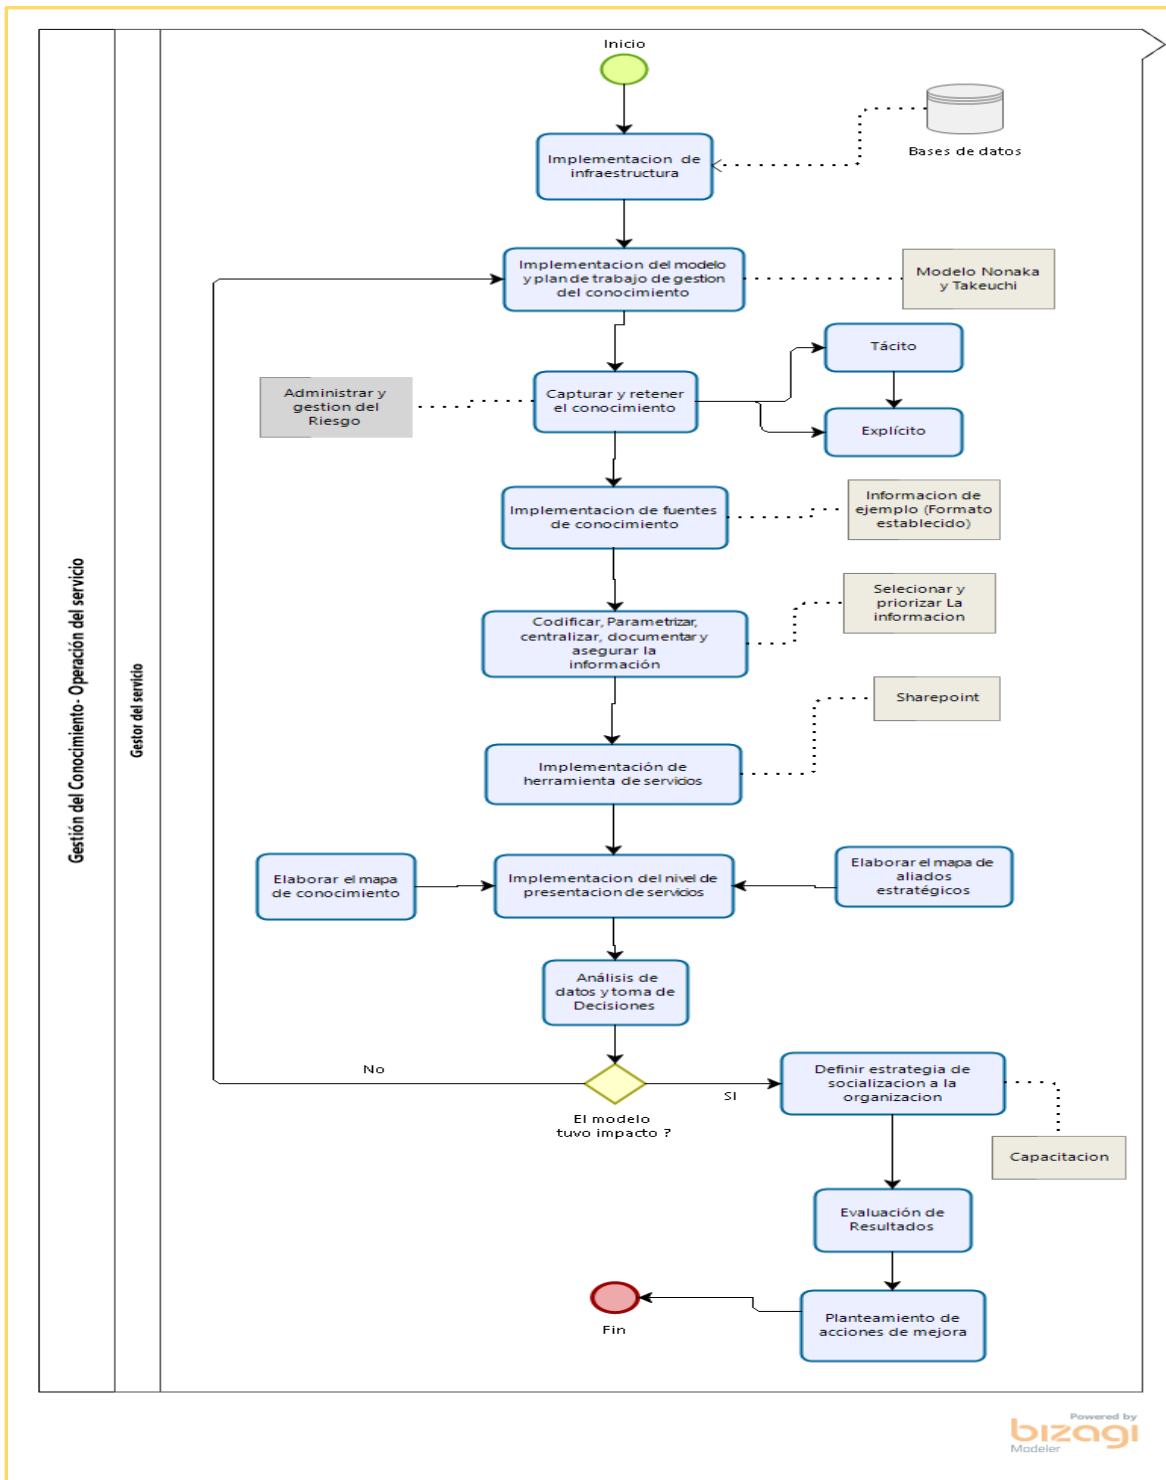 Gestión del Conocimiento- Operación del servicio
Gestor del servicio
Inicio
Bases de datos
Implementacion de
infraestructura
Implementacion del modelo
y plan de trabajo de gestion
del conocimiento
Modelo Nonaka
y Takeuchi
Tácito
Administrar y
gestion del
Riesgo
Capturar y retener
el conocimiento
Explícito
Implementacion de fuentes
de conocimiento
Informacion de
ejemplo (Formato
establecido)
Selecionar y
priorizar La
informacion
Codificar, Parametrizar,
centralizar, documentar y
asegurar la
información
Sharepoint
Implementación de
herramienta de servicios
Elaborar el mapa
de conocimiento
Implementacion del nivel de
presentacion de servicios
Elaborar el mapa de
aliados
estratégicos
Análisis de
datos y toma de
Decisiones
No
SI
El modelo
tuvo impacto ?
Definir estrategia de
socializacion a la
organizacion
Capacitacion
Evaluación de
Resultados
Fin
Planteamiento de
acciones de mejora
Powered by
bizagi
Modeler